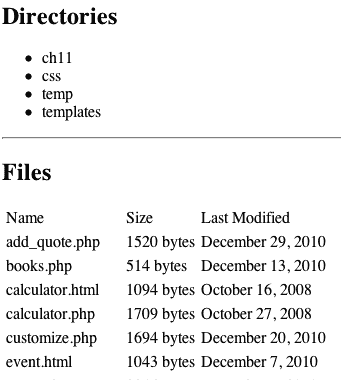 Directories
ch11
css
temp
templates
Files
Name Size Last Modified
add_quote.php 1520 bytes December 29, 2010
books.php 514 bytes December 13, 2010
calculator.html 1094 bytes October 16, 2008
calculator.php 1709 bytes October 27, 2008
customize.php 1694 bytes December 20, 2010
event.html 1043 bytes December 7, 2010